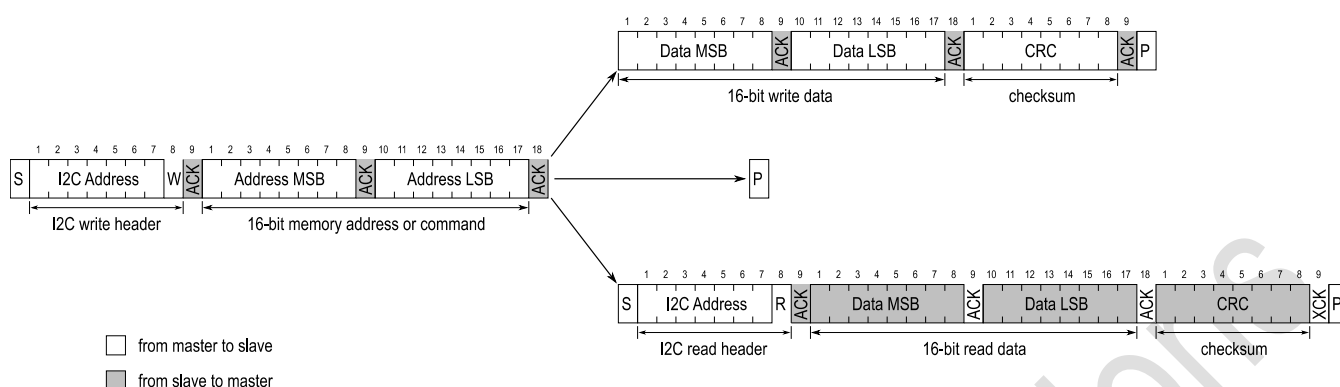 1 2 3 4 5 6 7 8 9 10 11 12 13 14 15 16 17 18 1 2 3 4 5 6 7 8 9
Data MSB ACK Data LSB ACK CRC ACK P
16-bit write data checksum
1 2 3 4 5 6 7 8 9 1 2 3 4 5 6 7 8 9 10 11 12 13 14 15 16 17 18
S I2C Address W ACK Address MSB ACK Address LSB ACK P
I2C write header 16-bit memory address or command
1 2 3 4 5 6 7 8 9 1 2 3 4 5 6 7 8 9 10 11 12 13 14 15 16 17 18 1 2 3 4 5 6 7 8 9
S I2C Address R ACK Data MSB ACK Data LSB ACK CRC XCK P
I2C read header 16-bit read data checksum
from master to slave
from slave to master